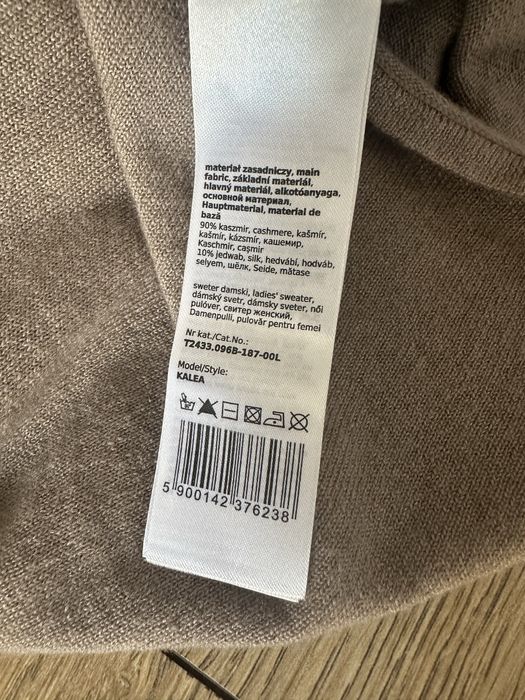 materiał zasadniczy, main
fabric, základní materiál,
hlavný materiál, alkotóanyaga,
основной материал,
Hauptmaterial, material de
bază
90% kaszmir, cashmere, kašmír,
kašmír, kázsmír, кашемир,
Kaschmir, cașmir
10% jedwab, silk, hedvábí, hodváb,
selyem, шёлк, Seide, mătase
sweter damski, ladies' sweater,
dámský svetr, dámsky sveter, női
pulóver, свитер женский,
Damenpulli, pulovăr pentru femei
Nr kat./Cat.No.:
T2433.096B-187-00L
Model/Style:
KALEA
5 900142 376238